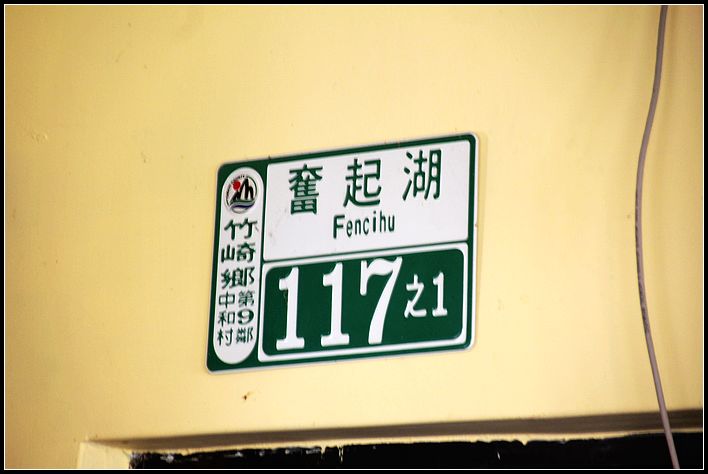 奮起湖
Fencihu
117之1
竹崎鄉
中和村
第9鄰